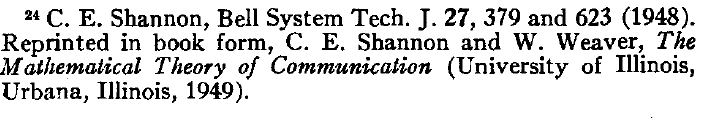 24 C. E. Shannon, Bell System Tech. J. 27, 379 and 623 (1948).
Reprinted in book form, C. E. Shannon and W. Weaver, The
Mathematical Theory of Communication (University of Illinois,
Urbana, Illinois, 1949).